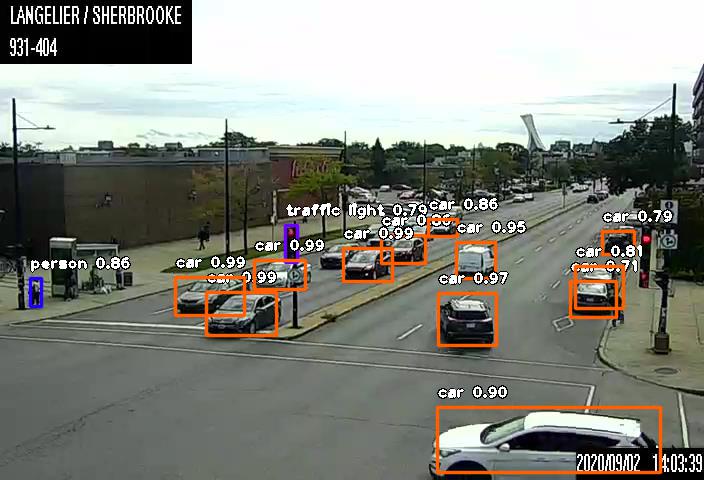 LANGELIER / SHERBROOKE
931-404
car 0.86
traffic light 0.79
car 0.79
car 0.95
car 0.99
car 0.99
car 0.81
person 0.86
car 0.99
car 0.71
car 0.99
car 0.97
car 0.90
2020/09/02 14:03:39